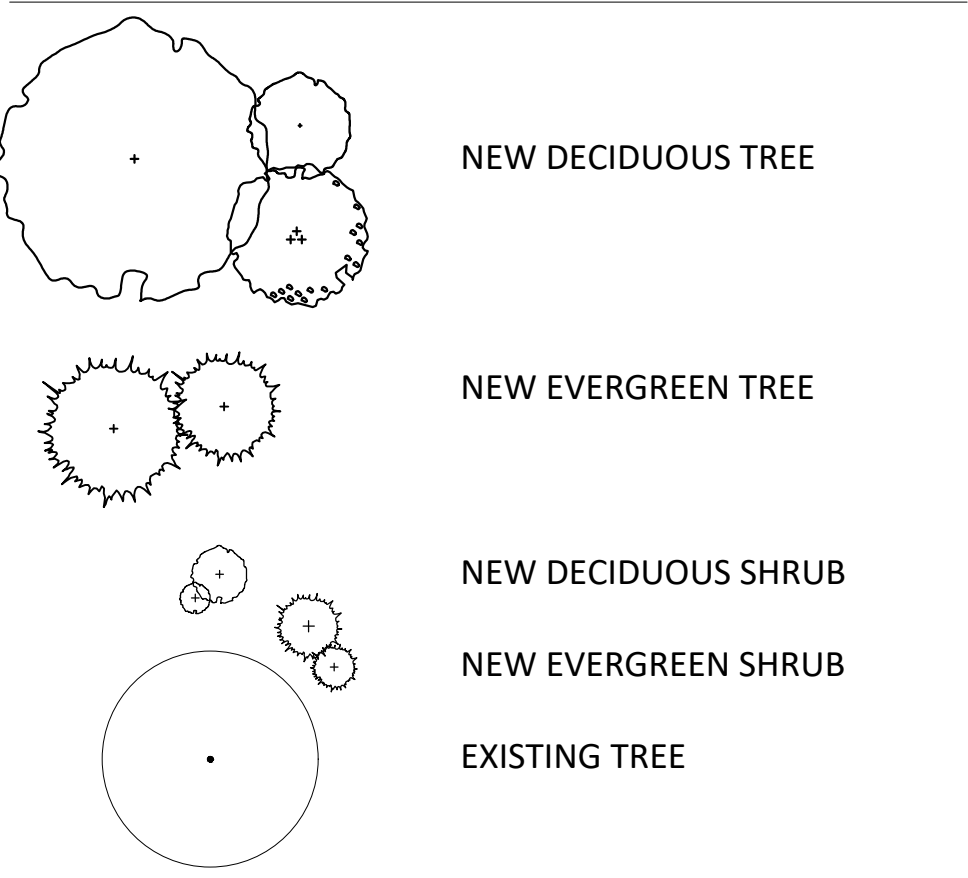 NEW DECIDUOUS TREE
NEW EVERGREEN TREE
NEW DECIDUOUS SHRUB
NEW EVERGREEN SHRUB
EXISTING TREE